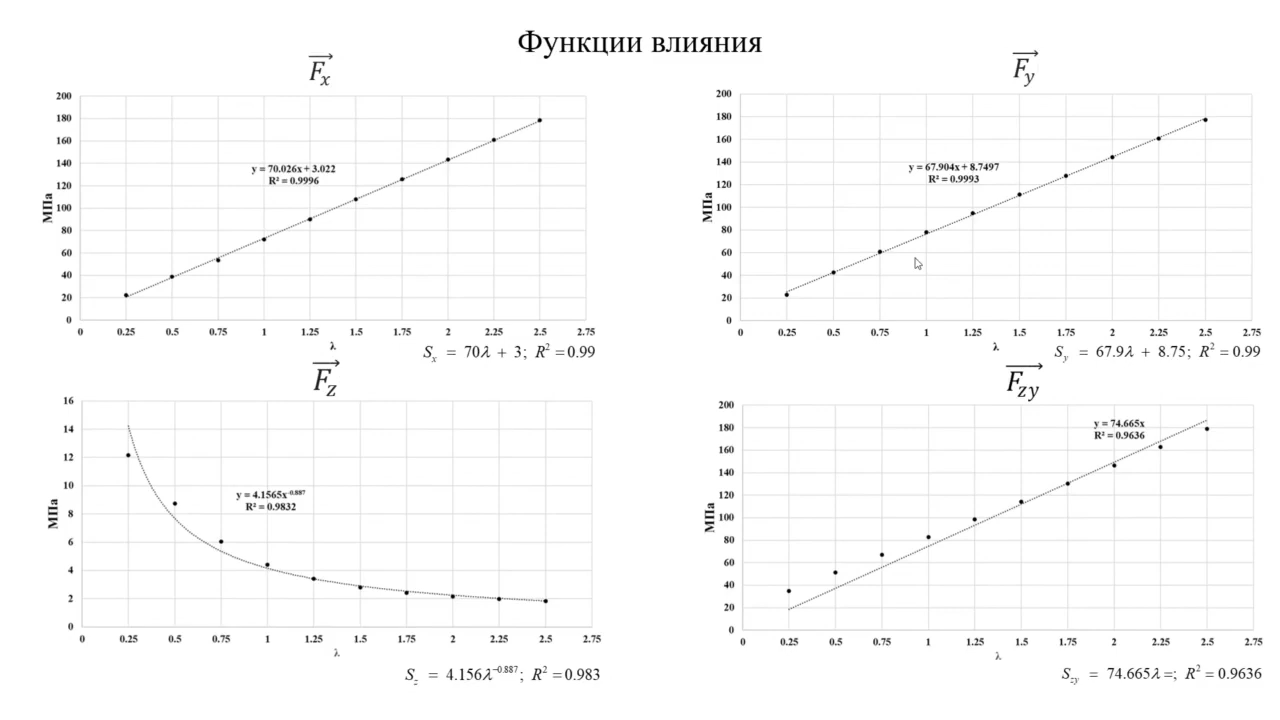 Функции влияния
F_x
200
180
160
140
120
100
80
60
40
20
0
МПа
y = 70.026x + 3.022
R² = 0.9996
0 0.25 0.5 0.75 1 1.25 1.5 1.75 2 2.25 2.5 2.75
λ
S_x = 70λ + 3; R² = 0.99
F_y
200
180
160
140
120
100
80
60
40
20
0
МПа
y = 67.904x + 8.7497
R² = 0.9993
0 0.25 0.5 0.75 1 1.25 1.5 1.75 2 2.25 2.5 2.75
λ
S_y = 67.9λ + 8.75; R² = 0.99
F_z
16
14
12
10
8
6
4
2
0
МПа
y = 4.1565x^-0.887
R² = 0.9832
0 0.25 0.5 0.75 1 1.25 1.5 1.75 2 2.25 2.5 2.75
λ
S_z = 4.156λ^−0.887; R² = 0.983
F_zy
200
180
160
140
120
100
80
60
40
20
0
МПа
y = 74.665x
R² = 0.9636
0 0.25 0.5 0.75 1 1.25 1.5 1.75 2 2.25 2.5 2.75
λ
S_zy = 74.665λ =; R² = 0.9636